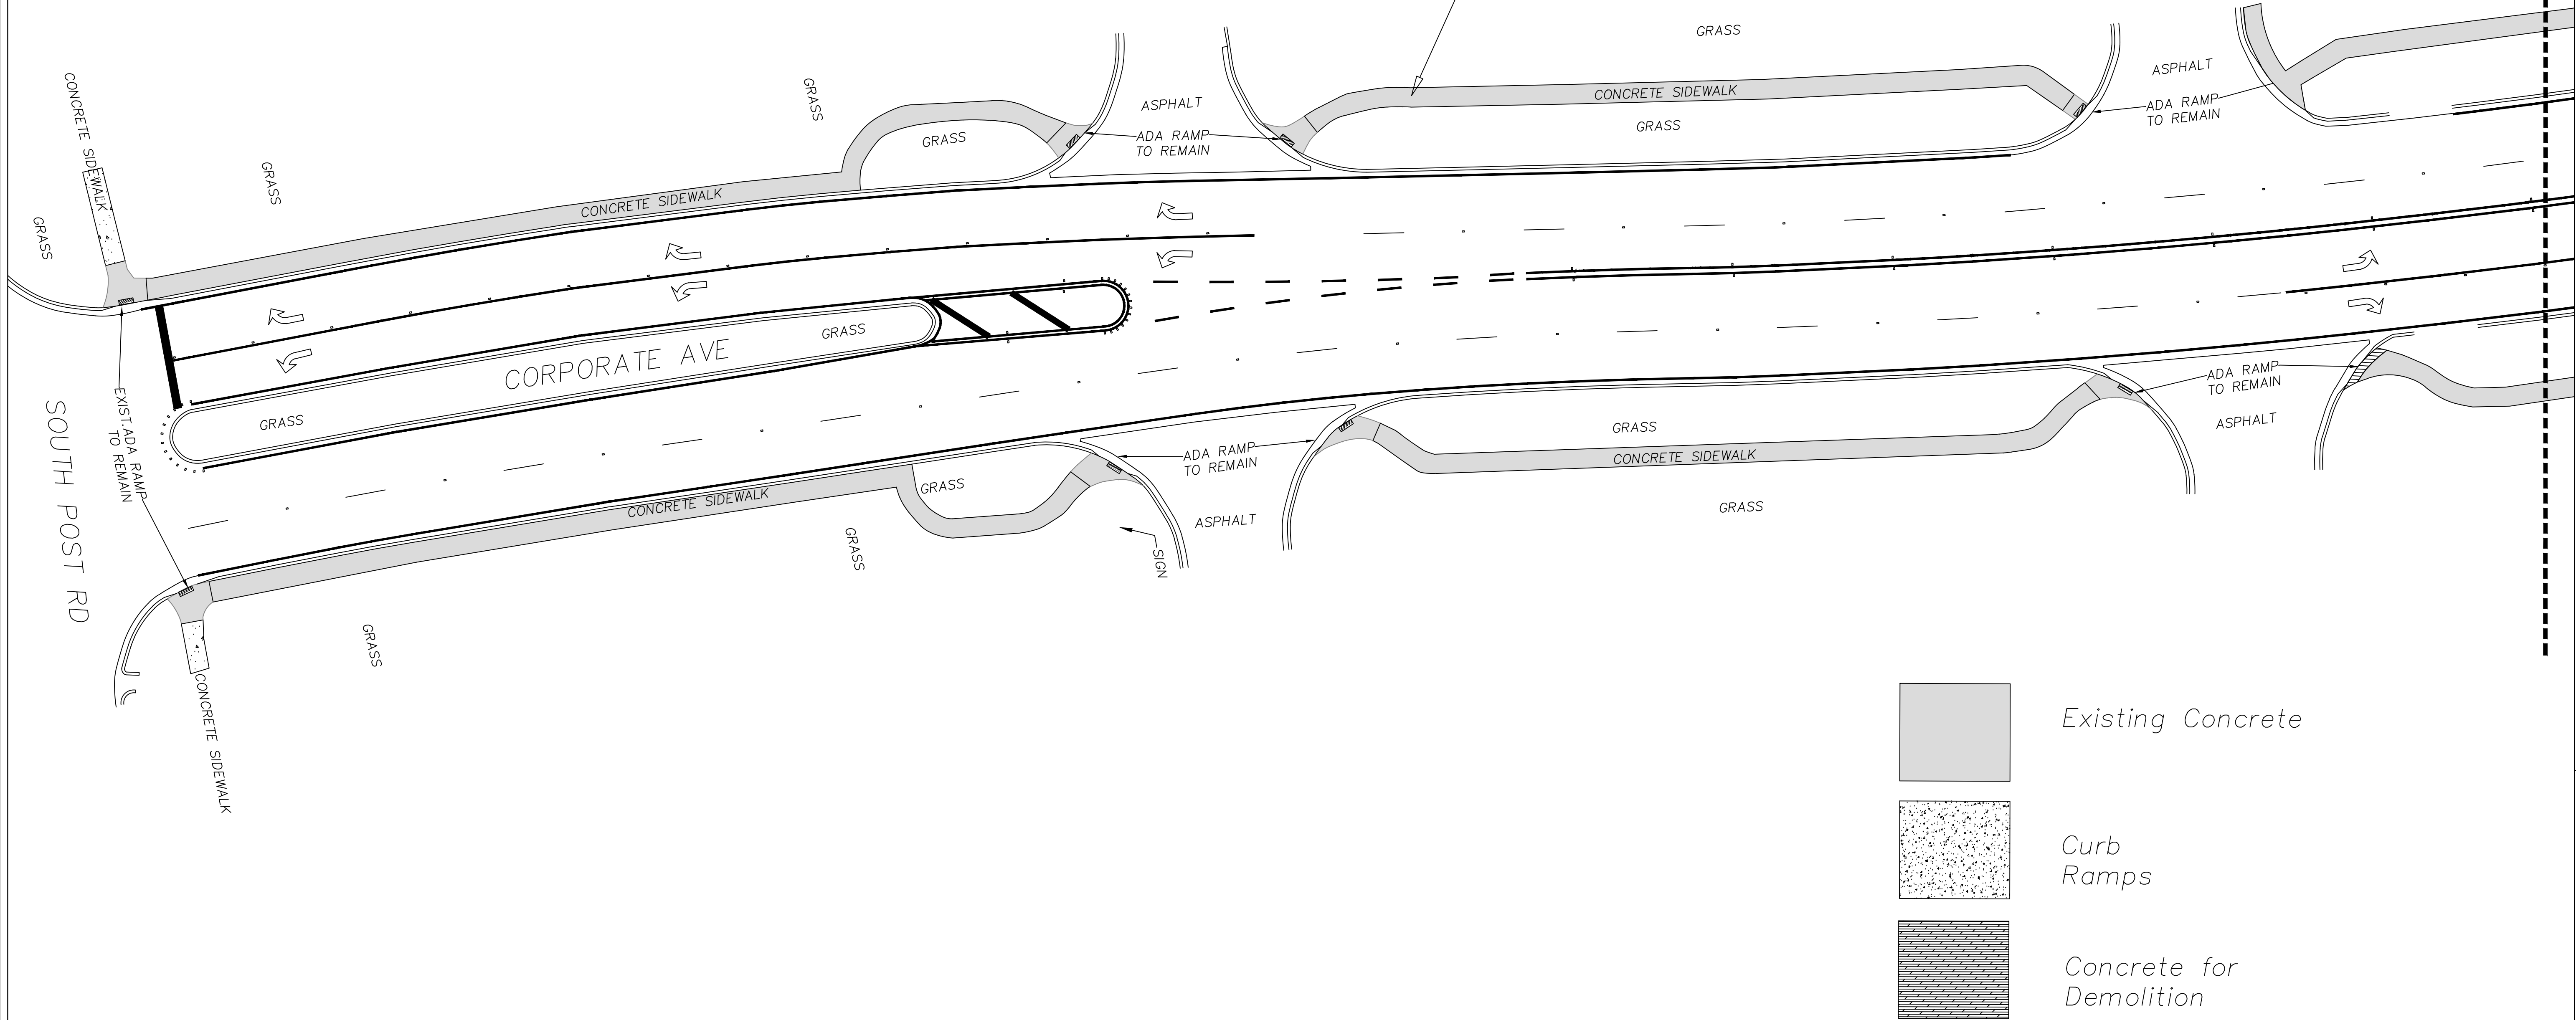 GRASS
CONCRETE SIDEWALK
GRASS
GRASS
GRASS
CONCRETE SIDEWALK
GRASS
ASPHALT
ADA RAMP
TO REMAIN
GRASS
CONCRETE SIDEWALK
GRASS
ASPHALT
ADA RAMP
TO REMAIN
EXIST.ADA RAMP
TO REMAIN
SOUTH POST RD
CORPORATE AVE
GRASS
GRASS
CONCRETE SIDEWALK
GRASS
GRASS
GRASS
CONCRETE SIDEWALK
ADA RAMP
TO REMAIN
ASPHALT
SIGN
GRASS
CONCRETE SIDEWALK
GRASS
ADA RAMP
TO REMAIN
ASPHALT
Existing Concrete
Curb
Ramps
Concrete for
Demolition